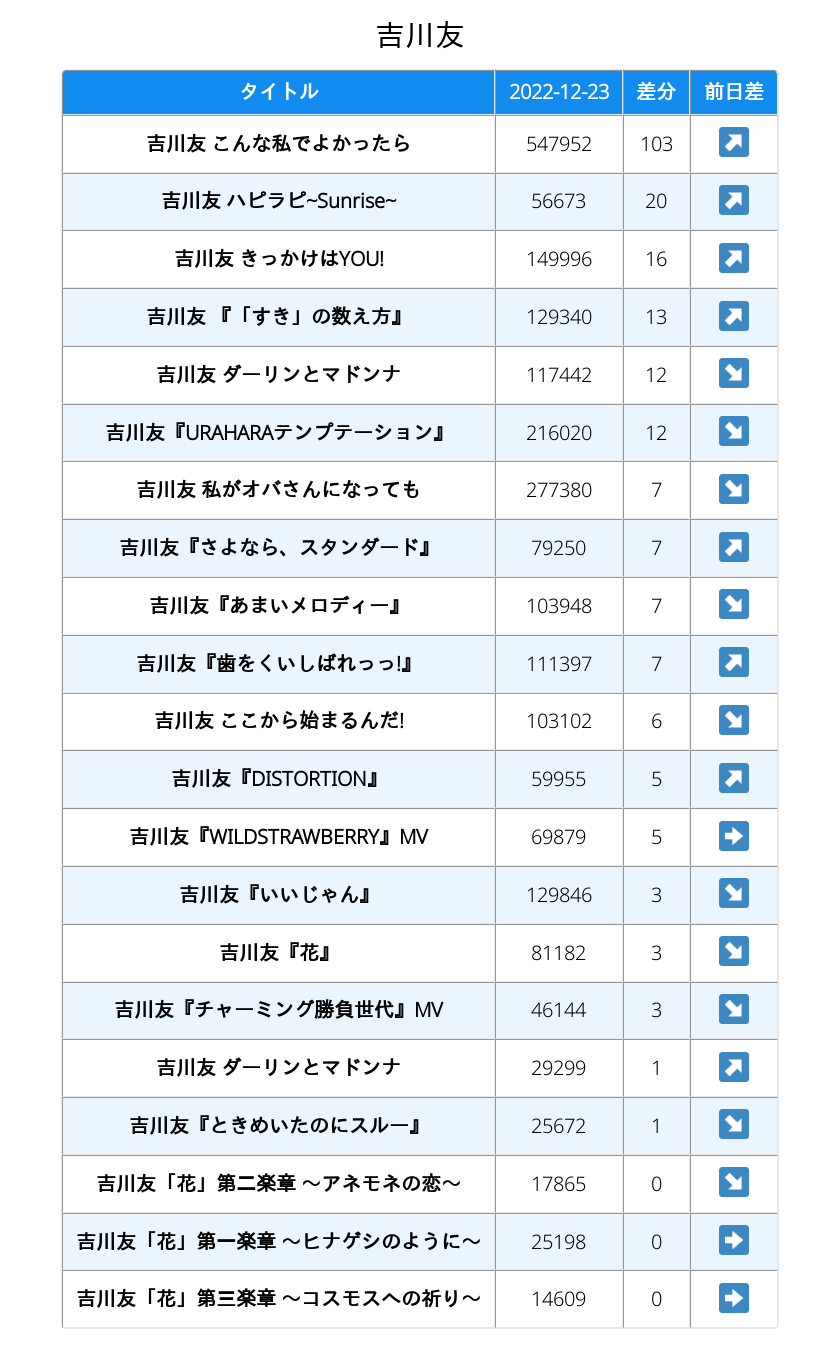 吉川友
タイトル 2022-12-23 差分 前日差
吉川友 こんな私でよかったら 547952 103 ↗
吉川友 ハピラピ~Sunrise~ 56673 20 ↗
吉川友 きっかけはYOU! 149996 16 ↗
吉川友 『「すき」の数え方』 129340 13 ↗
吉川友 ダーリンとマドンナ 117442 12 ↘
吉川友『URAHARAテンプテーション』 216020 12 ↘
吉川友 私がオバさんになっても 277380 7 ↘
吉川友『さよなら、スタンダード』 79250 7 ↗
吉川友『あまいメロディー』 103948 7 ↘
吉川友『歯をくいしばれっっ!』 111397 7 ↗
吉川友 ここから始まるんだ! 103102 6 ↘
吉川友『DISTORTION』 59955 5 ↗
吉川友『WILDSTRAWBERRY』MV 69879 5 ➡
吉川友『いいじゃん』 129846 3 ↘
吉川友『花』 81182 3 ↘
吉川友『チャーミング勝負世代』MV 46144 3 ↘
吉川友 ダーリンとマドンナ 29299 1 ↗
吉川友『ときめいたのにスルー』 25672 1 ↘
吉川友「花」第二楽章 〜アネモネの恋〜 17865 0 ↘
吉川友「花」第一楽章 〜ヒナゲシのように〜 25198 0 ➡
吉川友「花」第三楽章 〜コスモスへの祈り〜 14609 0 ➡